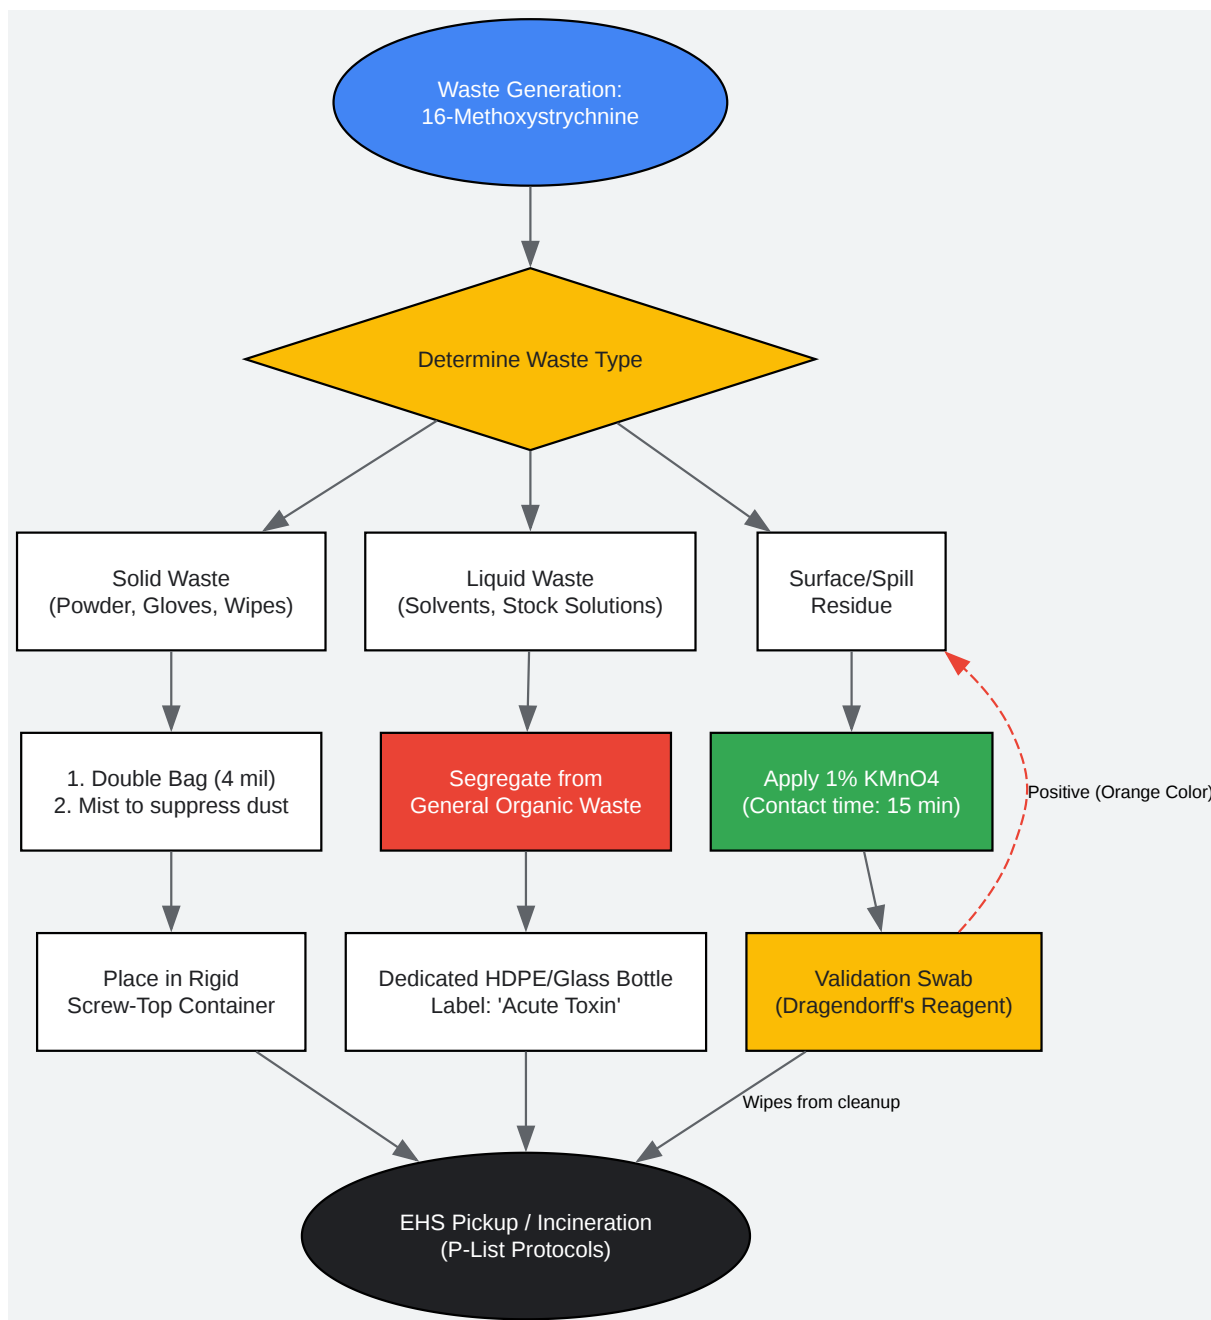 Waste Generation:
16-Methoxystrychnine
Determine Waste Type
Solid Waste
(Powder, Gloves, Wipes)
Liquid Waste
(Solvents, Stock Solutions)
Surface/Spill
Residue
1. Double Bag (4 mil)
2. Mist to suppress dust
Segregate from
General Organic Waste
Apply 1% KMnO4
(Contact time: 15 min)
Positive (Orange Color)
Place in Rigid
Screw-Top Container
Dedicated HDPE/Glass Bottle
Label: 'Acute Toxin'
Validation Swab
(Dragendorff's Reagent)
Wipes from cleanup
EHS Pickup / Incineration
(P-List Protocols)